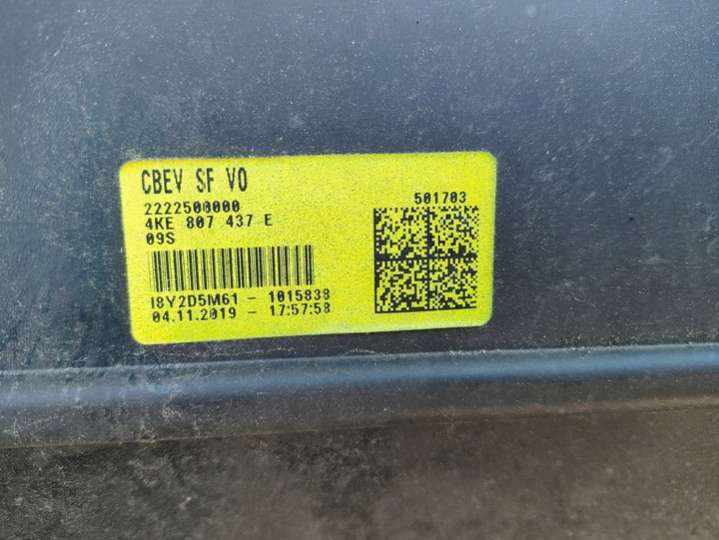 CBEV SF VO
2222500000
4KE 807 437 E
09S
501703
I8Y2D5M61 - 1015838
04.11.2019 - 17:57:58